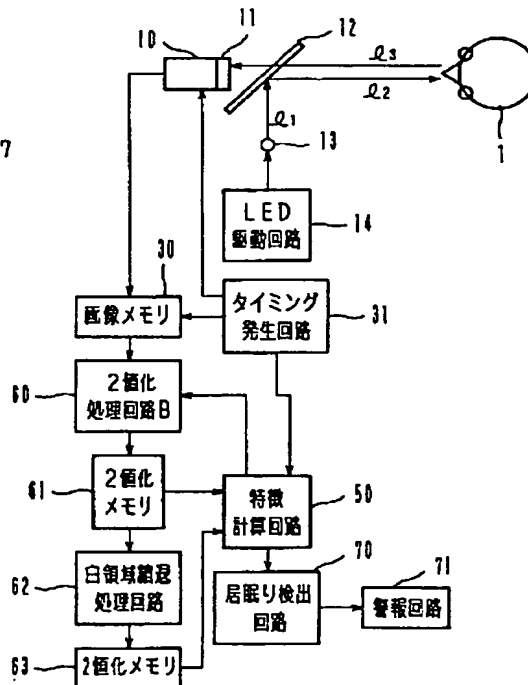 10
11
12
7
ℓ3
ℓ2
ℓ1
1
13
LED
駆動回路
14
30
画像メモリ
タイミング
発生回路
31
60
2値化
処理回路B
61
2値化
メモリ
特徴
計算回路
50
62
白領域縮退
処理回路
70
居眠り検出
回路
71
警報回路
63
2値化メモリ